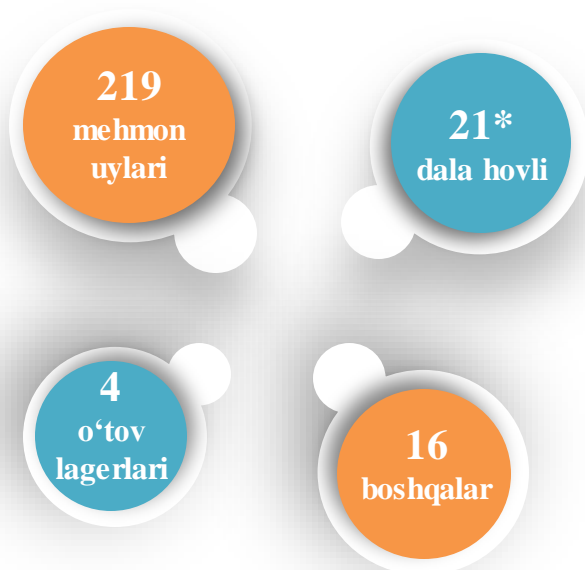 219
mehmon
uylari
21*
dala hovli
4
o‘tov
lagerlari
16
boshqalar